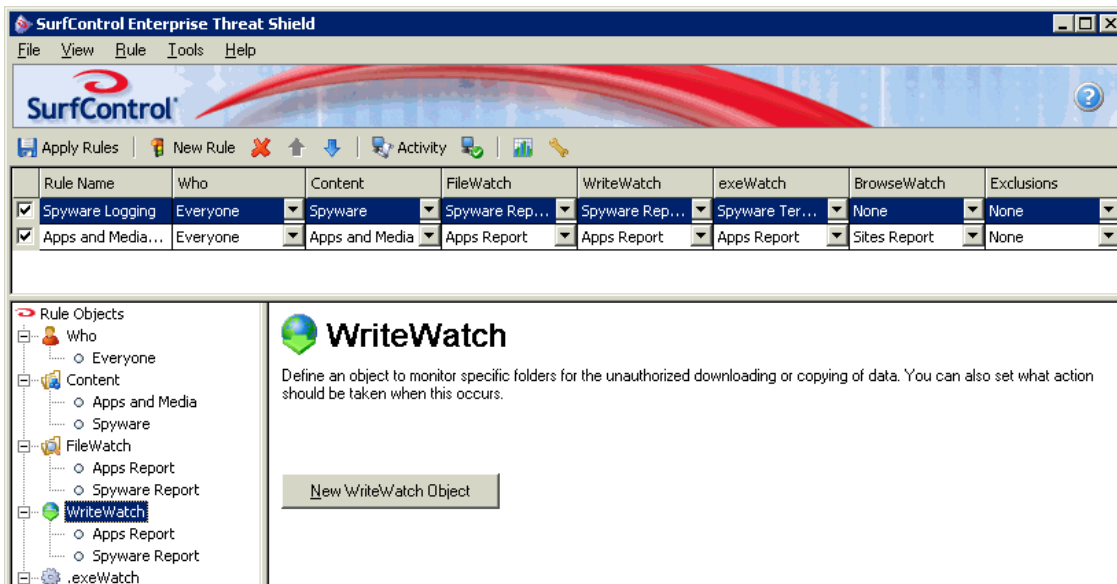 SurfControl Enterprise Threat Shield
File View Rule Tools Help
SurfControl
Apply Rules New Rule Activity
Rule Name Who Content FileWatch WriteWatch exeWatch BrowseWatch Exclusions
Spyware Logging Everyone Spyware Spyware Rep... Spyware Rep... Spyware Ter... None None
Apps and Media... Everyone Apps and Media Apps Report Apps Report Apps Report Sites Report None
Rule Objects
Who
Everyone
Content
Apps and Media
Spyware
FileWatch
Apps Report
Spyware Report
WriteWatch
Apps Report
Spyware Report
.exeWatch
WriteWatch
Define an object to monitor specific folders for the unauthorized downloading or copying of data. You can also set what action
should be taken when this occurs.
New WriteWatch Object